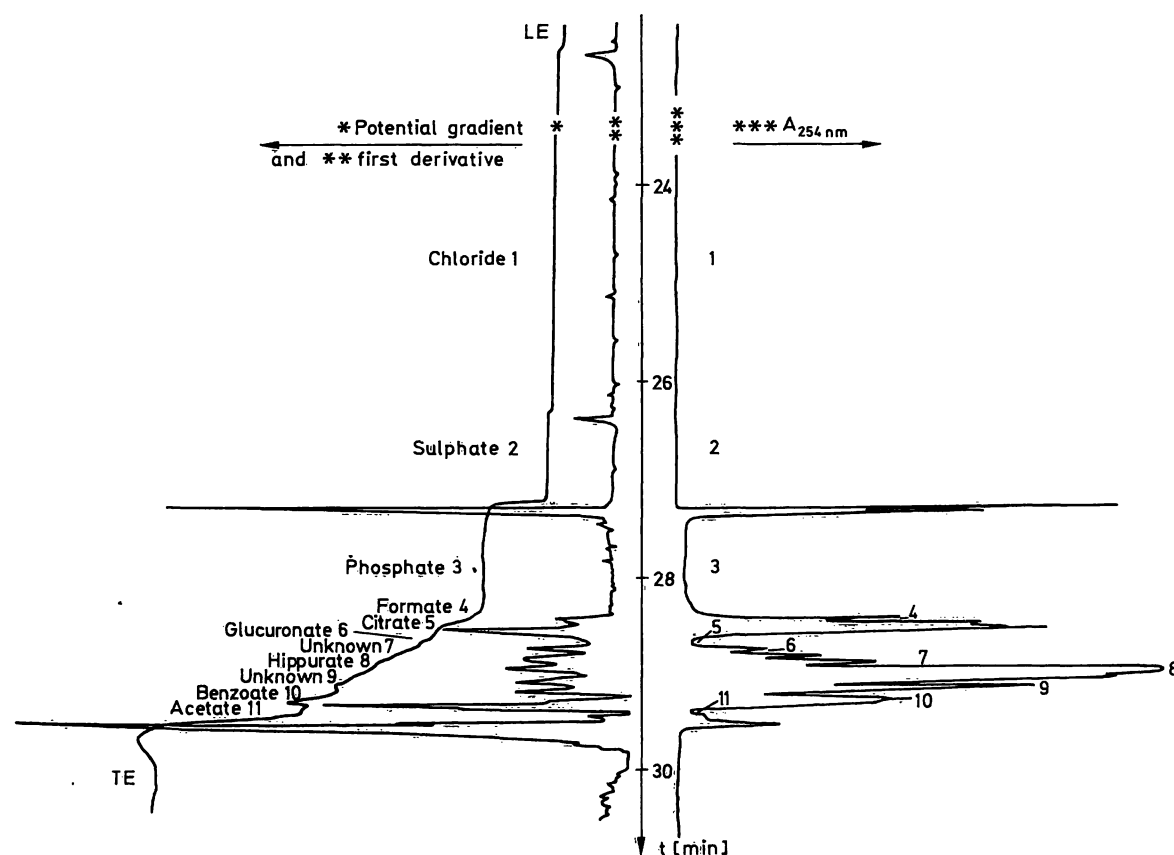 LE
* Potential gradient
and ** first derivative
*
**
***
*** A254 nm
24
Chloride 1
1
26
Sulphate 2
2
Phosphate 3
28
3
Formate 4
4
Citrate 5
5
Glucuronate 6
6
Unknown 7
7
Hippurate 8
8
Unknown 9
9
Benzoate 10
10
Acetate 11
11
TE
30
t [min]